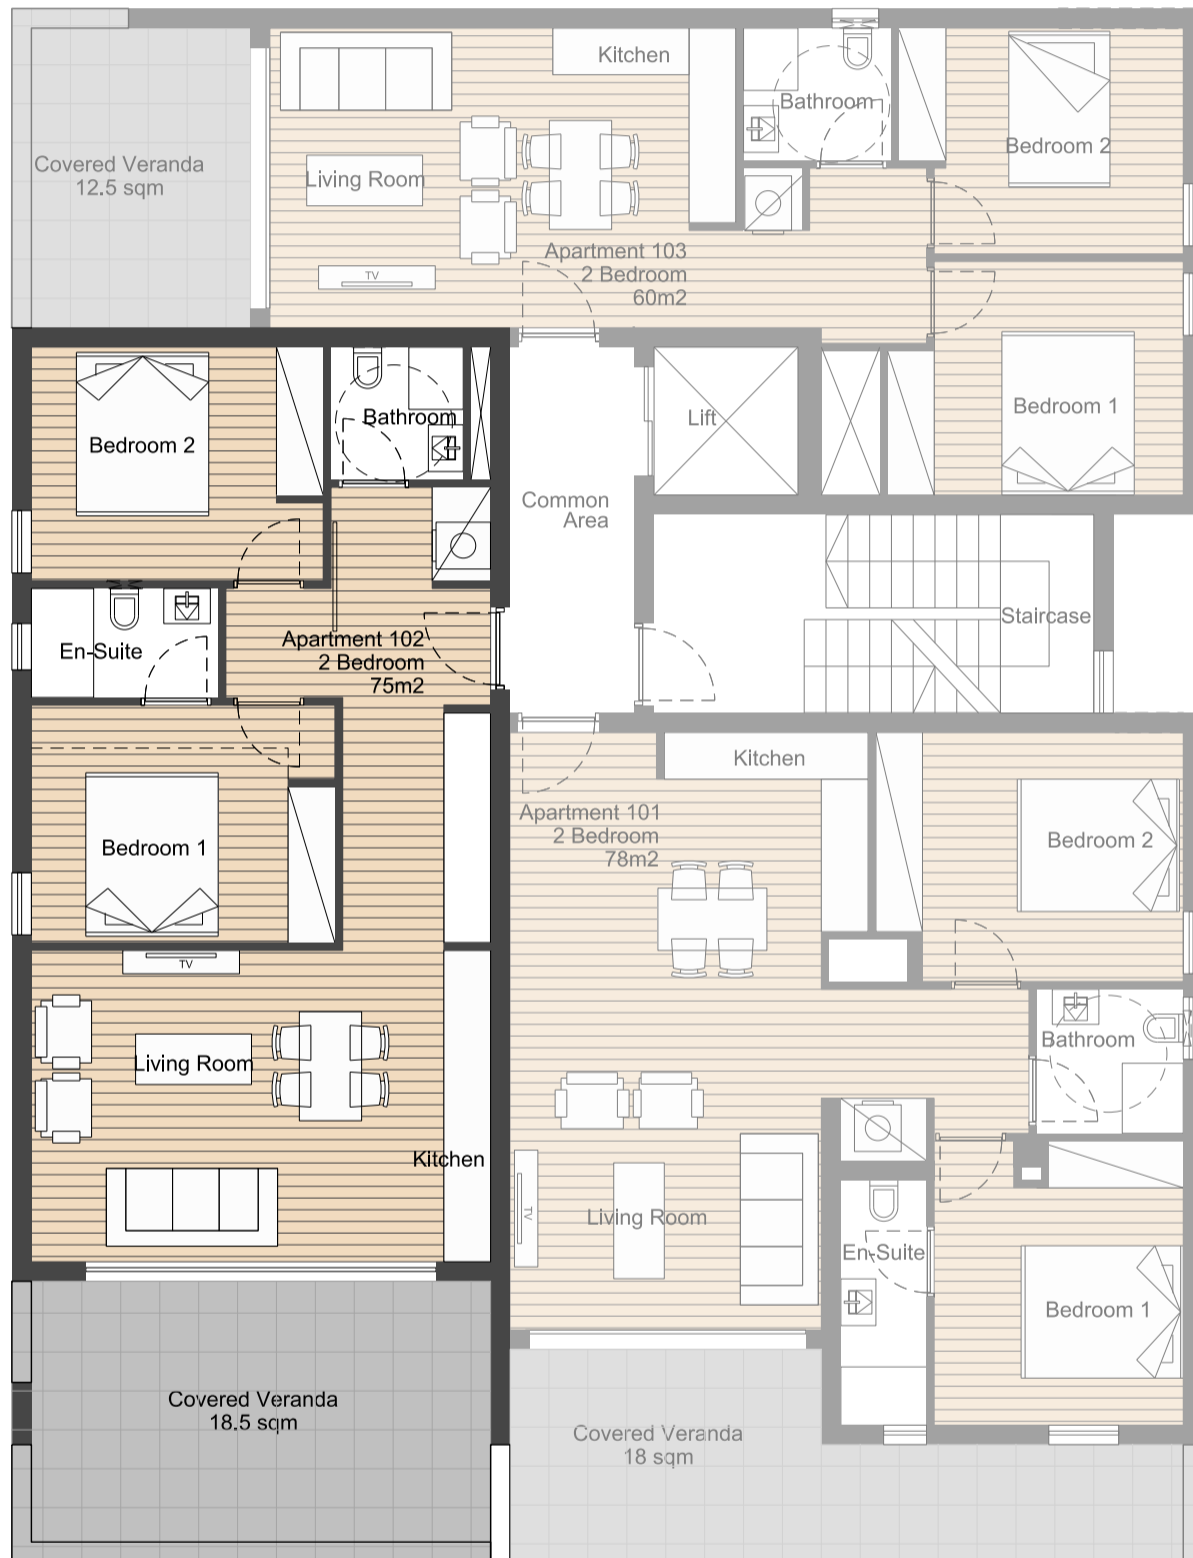 Covered Veranda
12.5 sqm
Living Room
TV
Kitchen
Apartment 103
2 Bedroom
60m2
Bathroom
Bedroom 2
Bedroom 1
Bedroom 2
Bathroom
Common
Area
Lift
Staircase
En-Suite
Apartment 102
2 Bedroom
75m2
Bedroom 1
TV
Living Room
Kitchen
Covered Veranda
18.5 sqm
Kitchen
Apartment 101
2 Bedroom
78m2
Bedroom 2
Bathroom
TV
Living Room
En-Suite
Bedroom 1
Covered Veranda
18 sqm